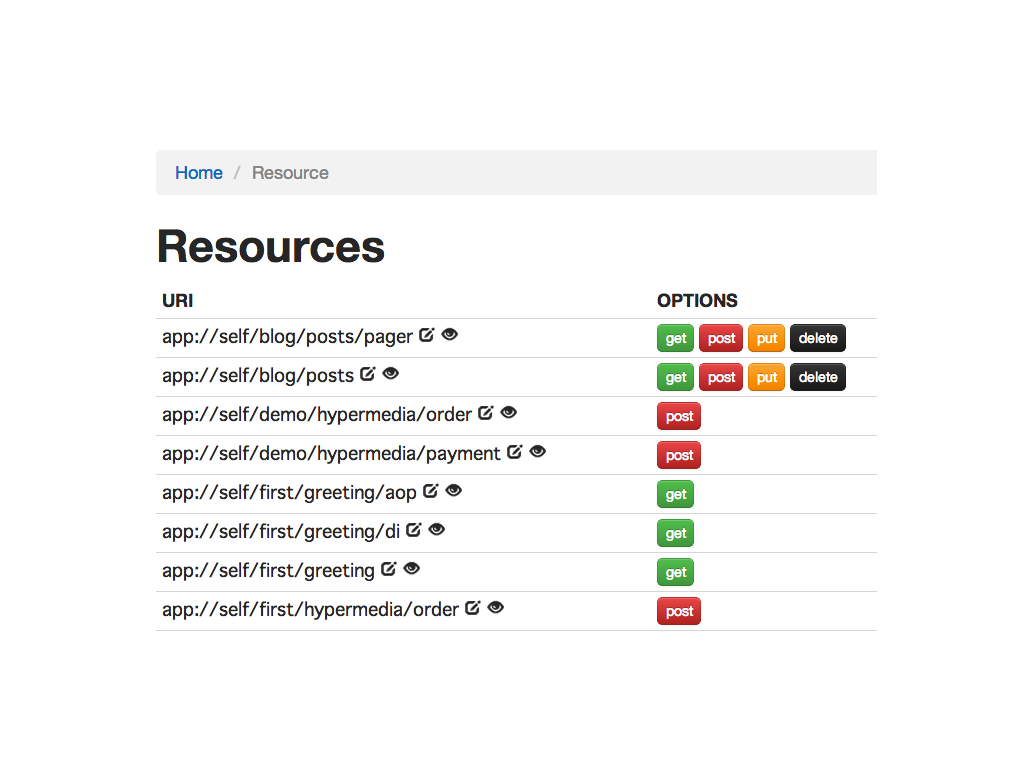 Home / Resource
Resources
URI OPTIONS
app://self/blog/posts/pager get post put delete
app://self/blog/posts get post put delete
app://self/demo/hypermedia/order post
app://self/demo/hypermedia/payment post
app://self/first/greeting/aop get
app://self/first/greeting/di get
app://self/first/greeting get
app://self/first/hypermedia/order post